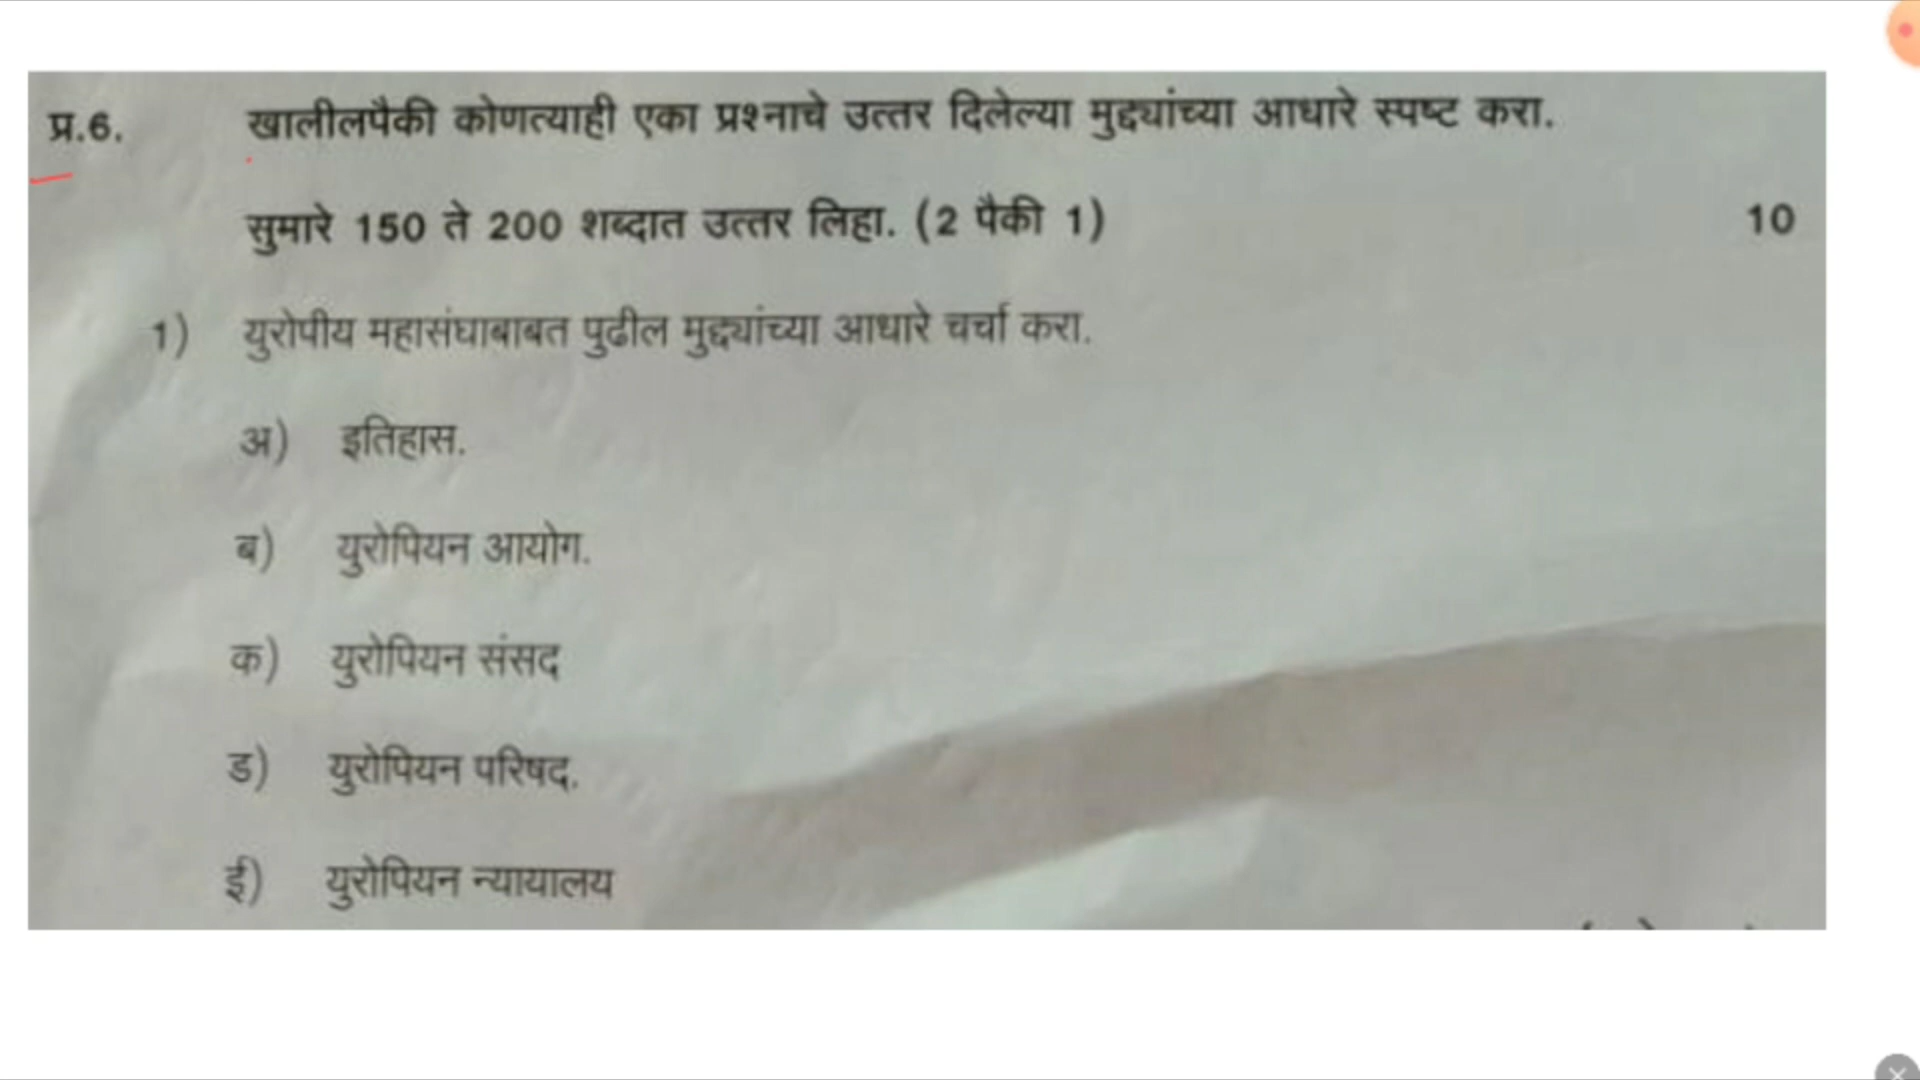 प्र.6. खालीलपैकी कोणत्याही एका प्रश्नाचे उत्तर दिलेल्या मुद्द्यांच्या आधारे स्पष्ट करा.
सुमारे 150 ते 200 शब्दात उत्तर लिहा. (2 पैकी 1) 10
1) युरोपीय महासंघाबाबत पुढील मुद्द्यांच्या आधारे चर्चा करा.
अ) इतिहास.
ब) युरोपियन आयोग.
क) युरोपियन संसद
ड) युरोपियन परिषद.
ई) युरोपियन न्यायालय